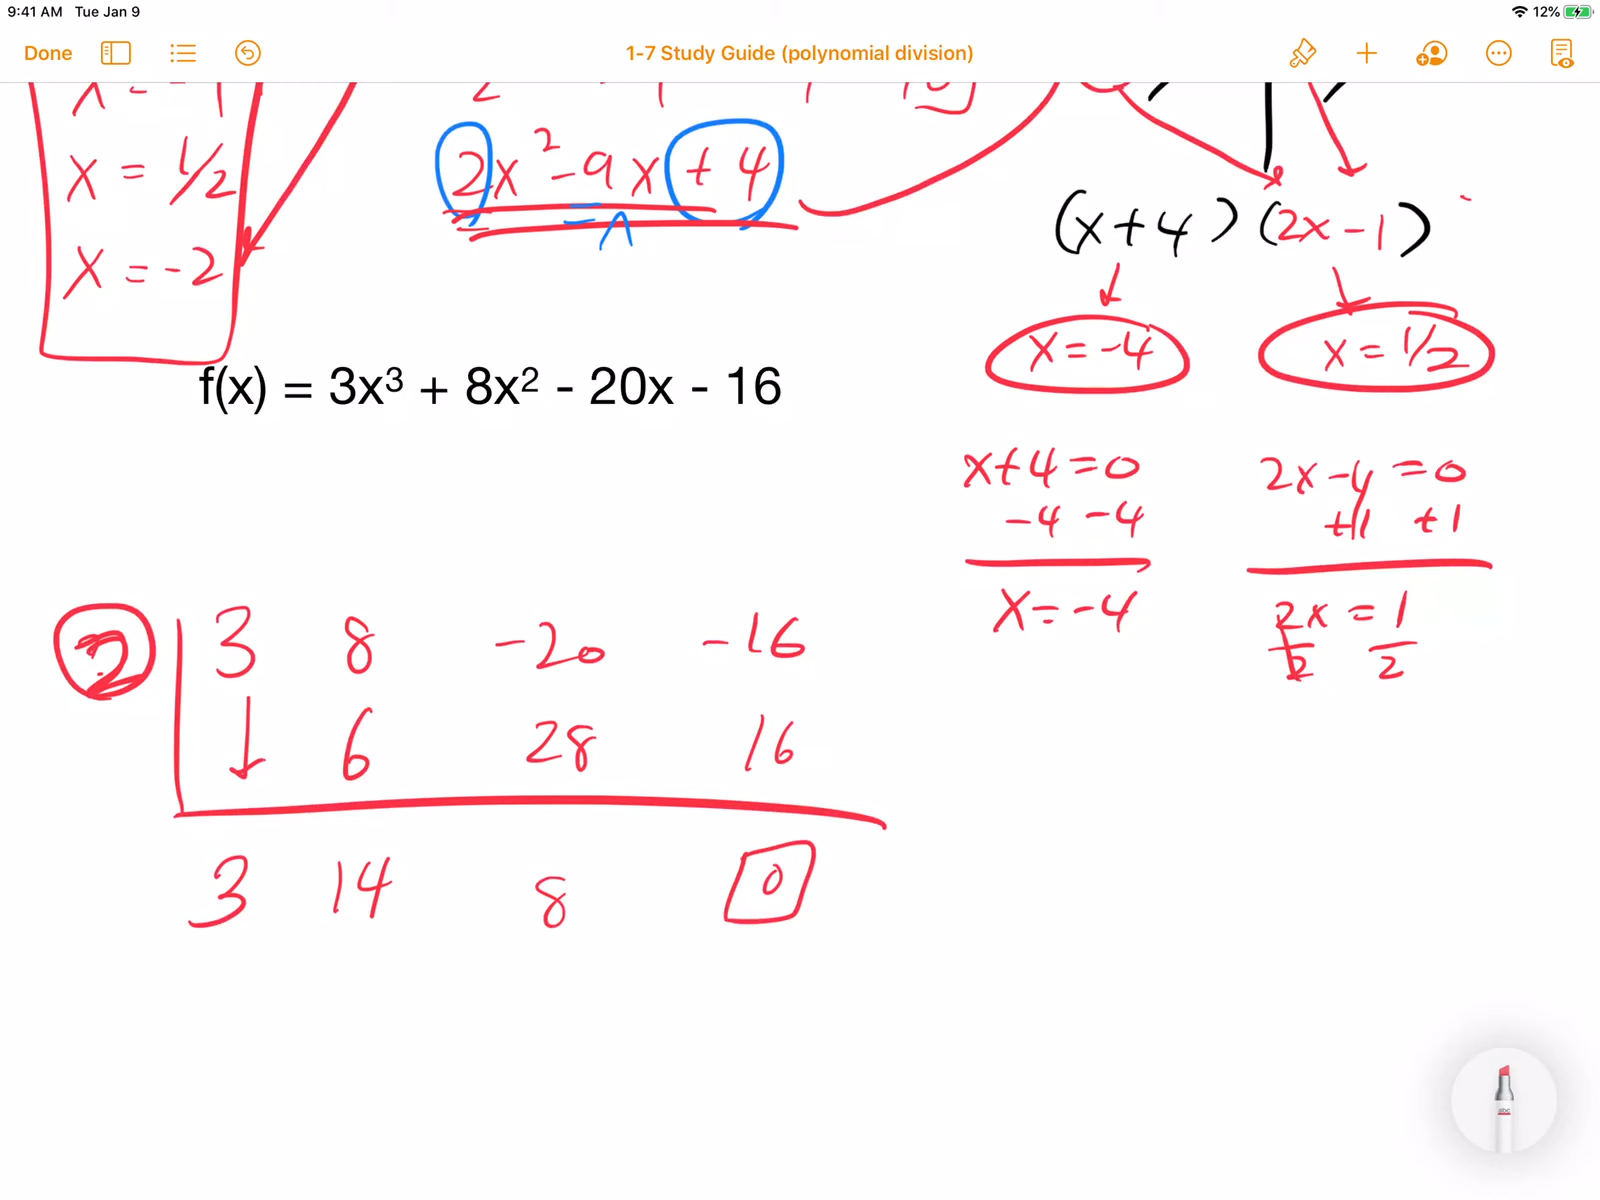 9:41 AM Tue Jan 9
12%
Done
1-7 Study Guide (polynomial division)
x = 1/2
2x² - 9x + 4
x = -2
(x+4)(2x-1)
x = -4
x = 1/2
f(x) = 3x³ + 8x² - 20x - 16
x+4=0
-4 -4
x=-4
=0
+1 +1
2x = 1
2 2
2 3 8 -20 -16
6 28 16
3 14 8 0
abc